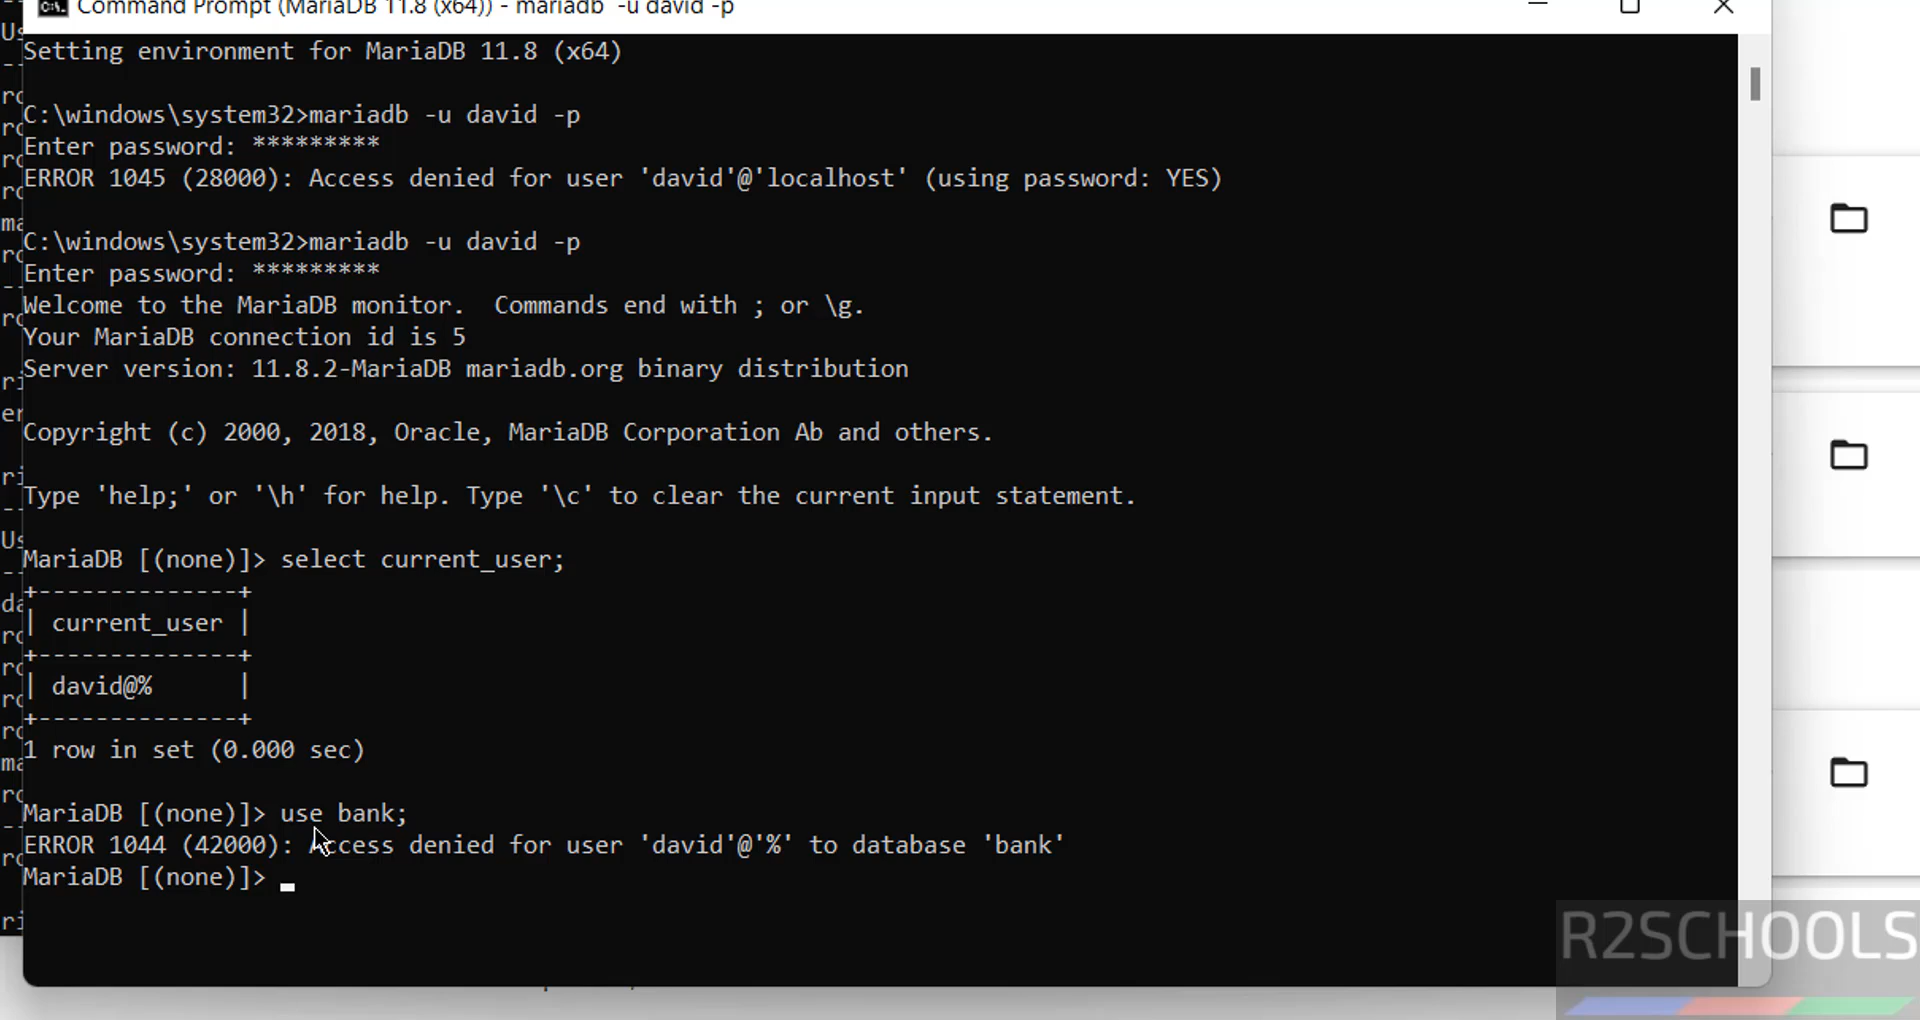 Command Prompt (MariaDB 11.8 (x64)) - mariadb -u david -p
Setting environment for MariaDB 11.8 (x64)
C:\windows\system32>mariadb -u david -p
Enter password: *********
ERROR 1045 (28000): Access denied for user 'david'@'localhost' (using password: YES)
C:\windows\system32>mariadb -u david -p
Enter password: *********
Welcome to the MariaDB monitor.  Commands end with ; or \g.
Your MariaDB connection id is 5
Server version: 11.8.2-MariaDB mariadb.org binary distribution
Copyright (c) 2000, 2018, Oracle, MariaDB Corporation Ab and others.
Type 'help;' or '\h' for help. Type '\c' to clear the current input statement.
MariaDB [(none)]> select current_user;
+--------------+
| current_user |
+--------------+
| david@%      |
+--------------+
1 row in set (0.000 sec)
MariaDB [(none)]> use bank;
ERROR 1044 (42000): Access denied for user 'david'@'%' to database 'bank'
MariaDB [(none)]>
R2SCHOOLS